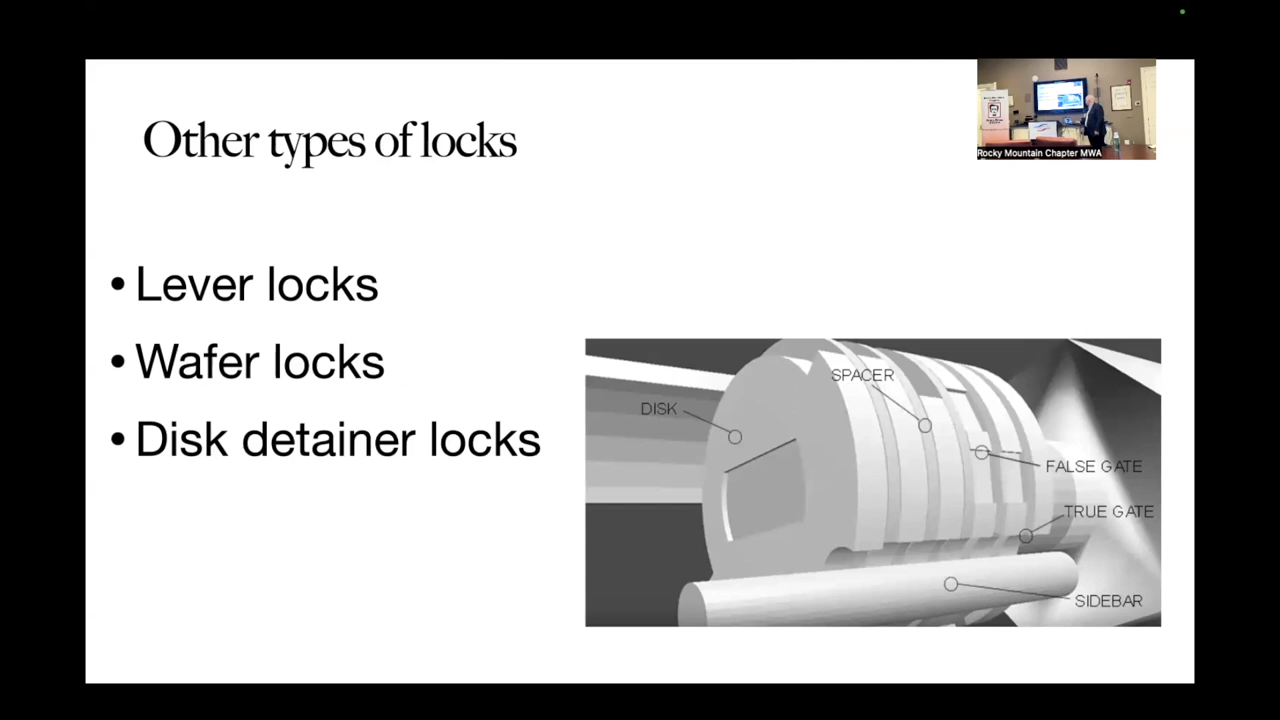 Other types of locks
Rocky Mountain Chapter MWA
• Lever locks
• Wafer locks
• Disk detainer locks
SPACER
DISK
FALSE GATE
TRUE GATE
SIDEBAR